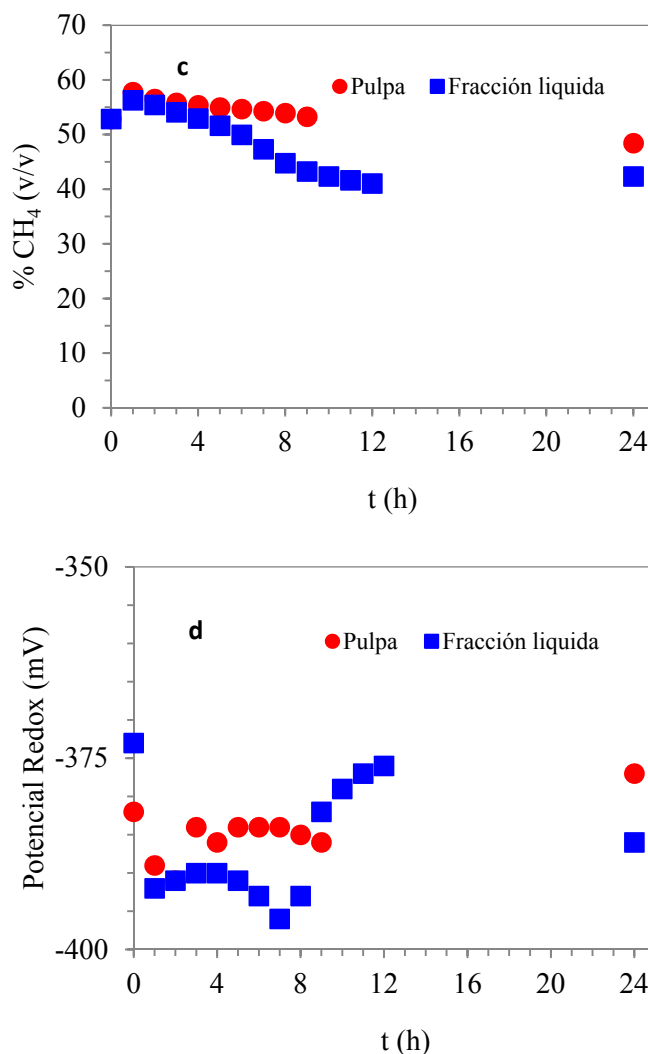 70
c
Pulpa Fracción liquida
60
50
40
30
20
10
0
% CH₄ (v/v)
0 4 8 12 16 20 24
t (h)
-350
d
Pulpa Fracción liquida
-375
-400
Potencial Redox (mV)
0 4 8 12 16 20 24
t (h)